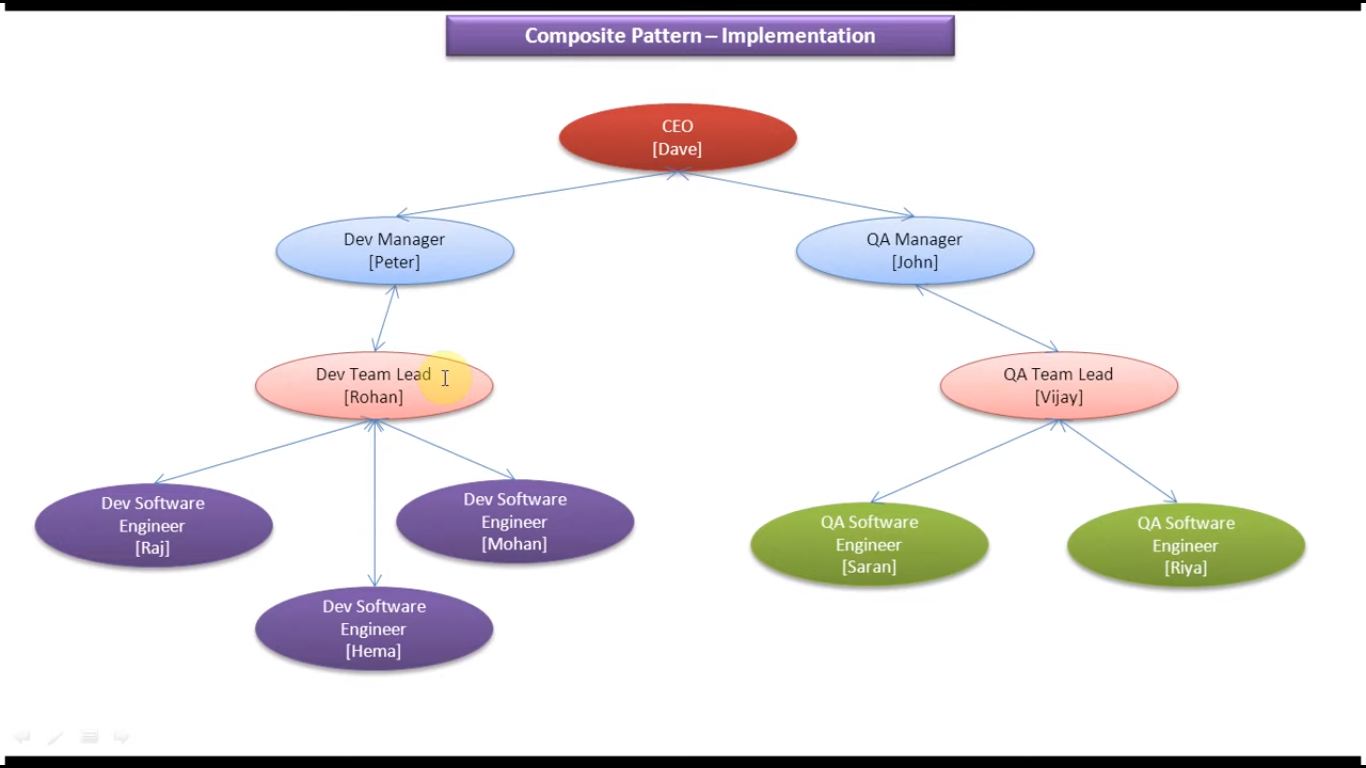 Composite Pattern – Implementation
CEO
[Dave]
Dev Manager
[Peter]
QA Manager
[John]
Dev Team Lead
[Rohan]
QA Team Lead
[Vijay]
Dev Software
Engineer
[Raj]
Dev Software
Engineer
[Mohan]
QA Software
Engineer
[Saran]
QA Software
Engineer
[Riya]
Dev Software
Engineer
[Hema]